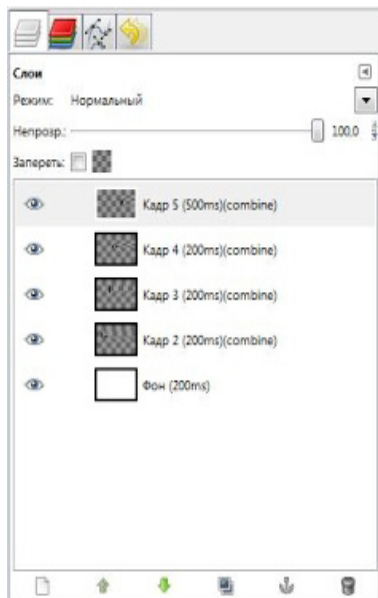 Слои
Режим: Нормальный
Непрозр.: 100,0
Запереть:
Кадр 5 (500ms)(combine)
Кадр 4 (200ms)(combine)
Кадр 3 (200ms)(combine)
Кадр 2 (200ms)(combine)
Фон (200ms)